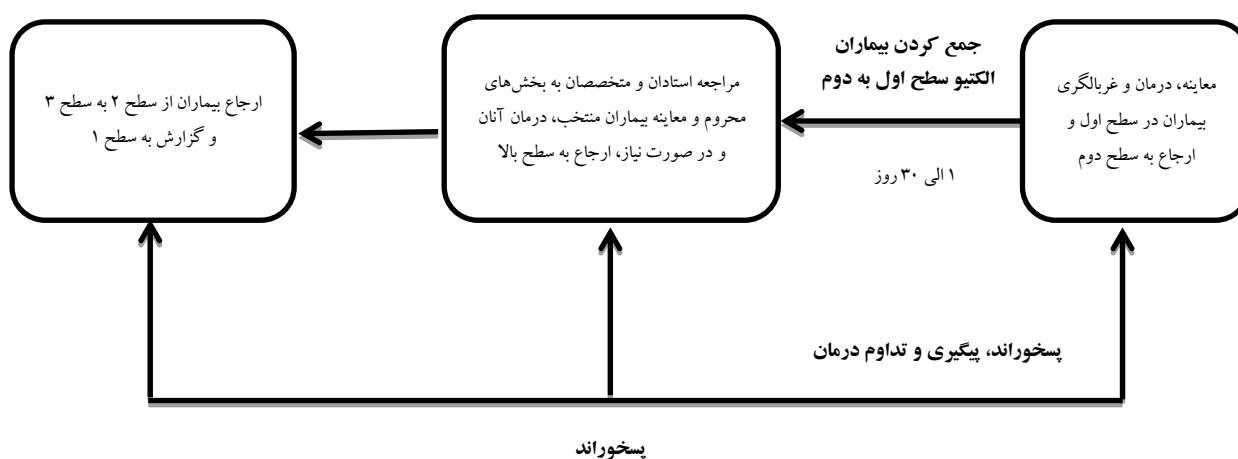 معاینه، درمان و غربالگری
بیماران در سطح اول و
ارجاع به سطح دوم
جمع کردن بیماران
الکتیو سطح اول به دوم
۱ الی ۳۰ روز
مراجعه استادان و متخصصان به بخش‌های
محروم و معاینه بیماران منتخب، درمان آنان
و در صورت نیاز، ارجاع به سطح بالا
ارجاع بیماران از سطح ۲ به سطح ۳
و گزارش به سطح ۱
پسخوراند، پیگیری و تداوم درمان
پسخوراند